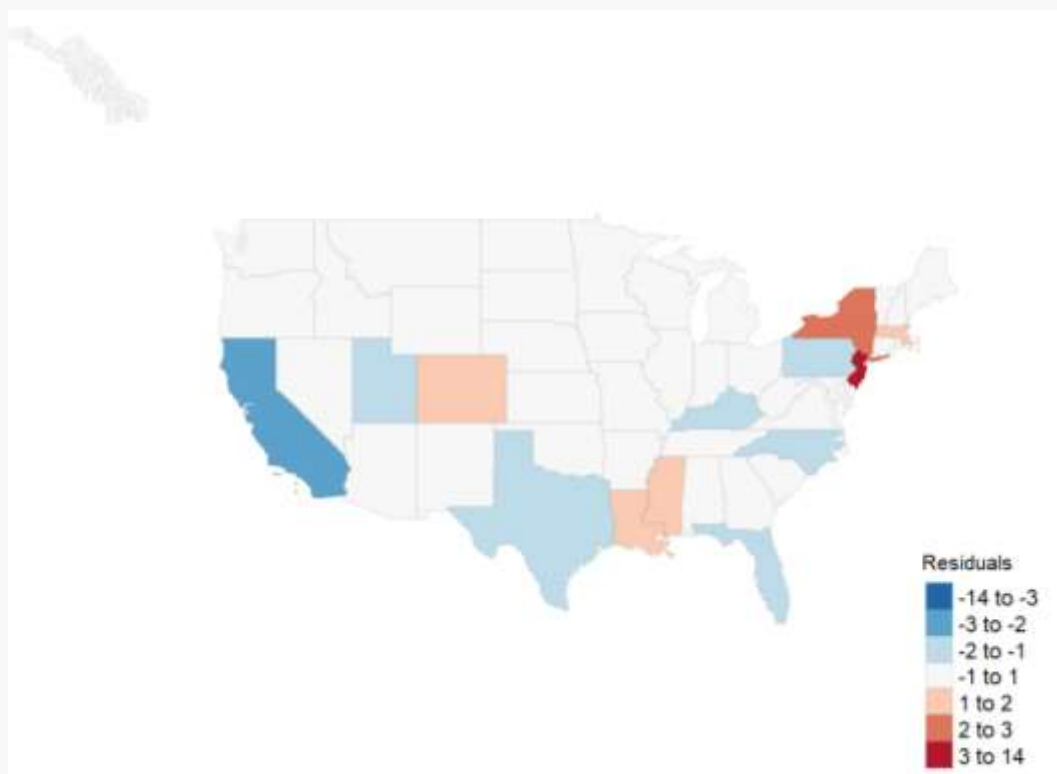 Residuals
-14 to -3
-3 to -2
-2 to -1
-1 to 1
1 to 2
2 to 3
3 to 14